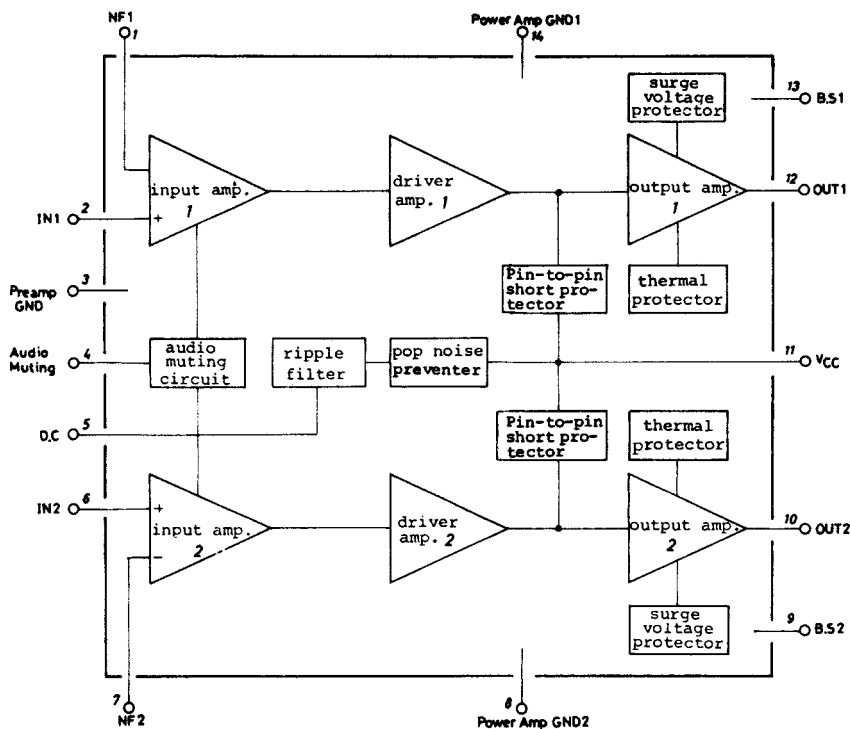 NF1
1
Power Amp GND1
14
surge
voltage
protector
13
B.S1
input amp.
1
+
driver
amp. 1
output amp.
1
12
OUT1
IN1
2
Preamp
GND
3
Pin-to-pin
short pro-
tector
thermal
protector
Audio
Muting
4
audio
muting
circuit
ripple
filter
pop noise
preventer
11
VCC
D.C
5
Pin-to-pin
short pro-
tector
thermal
protector
IN2
6
+
input amp.
2
−
driver
amp. 2
output amp.
2
10
OUT2
surge
voltage
protector
9
B.S2
7
NF2
8
Power Amp GND2